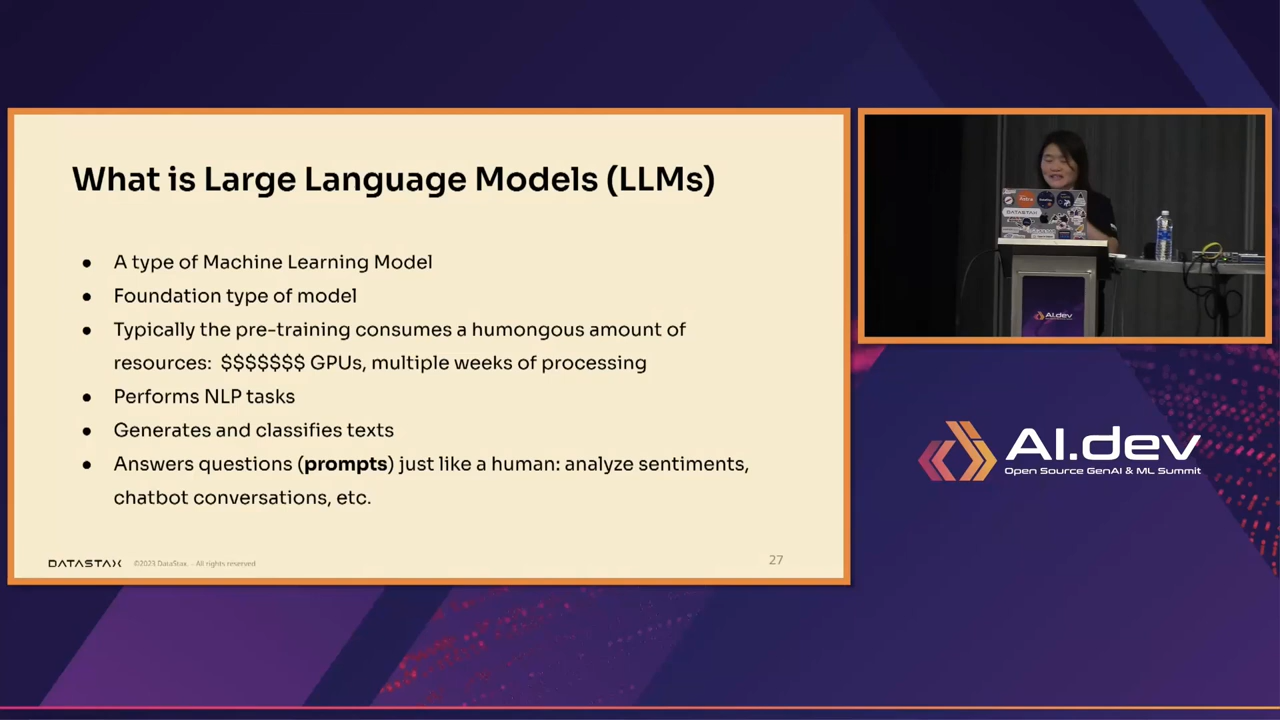 What is Large Language Models (LLMs)
● A type of Machine Learning Model
● Foundation type of model
● Typically the pre-training consumes a humongous amount of
resources: $$$$$$$ GPUs, multiple weeks of processing
● Performs NLP tasks
● Generates and classifies texts
● Answers questions (prompts) just like a human: analyze sentiments,
chatbot conversations, etc.
DATASTAX ©2023 DataStax. - All rights reserved
27
DATASTAX
AI.dev
AI.dev
Open Source GenAI & ML Summit